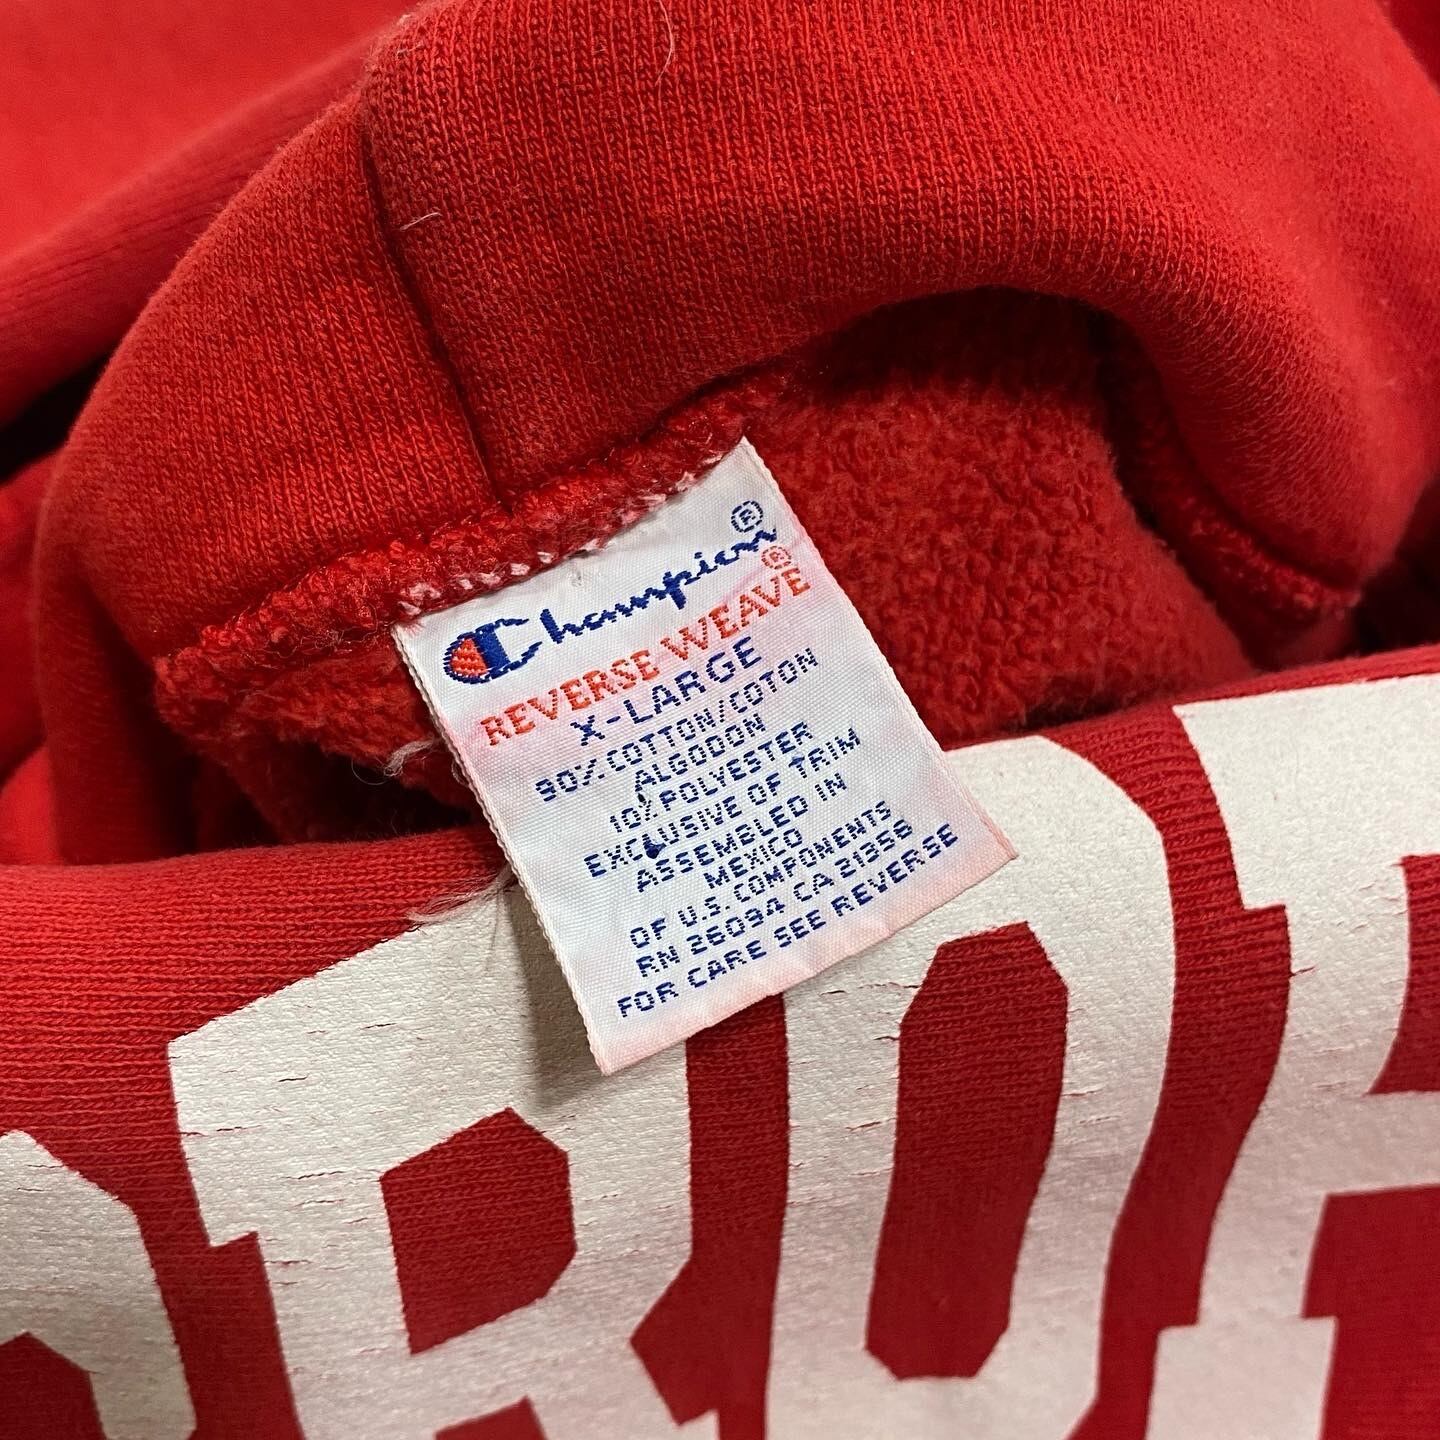 Champion®
REVERSE WEAVE®
X-LARGE
90% COTTON/COTON
ALGODON
10% POLYESTER
EXCLUSIVE OF TRIM
ASSEMBLED IN
MEXICO
OF U.S. COMPONENTS
RN 26094 CA 21358
FOR CARE SEE REVERSE